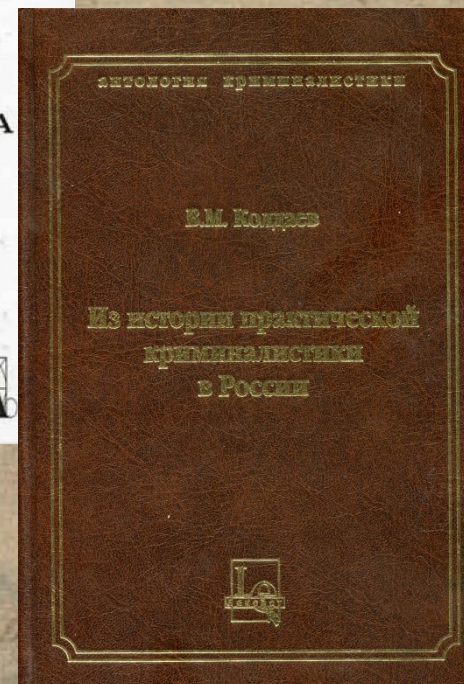 антология криминалистики
В.М. Колдаев
Из истории практической
криминалистики
в России
А